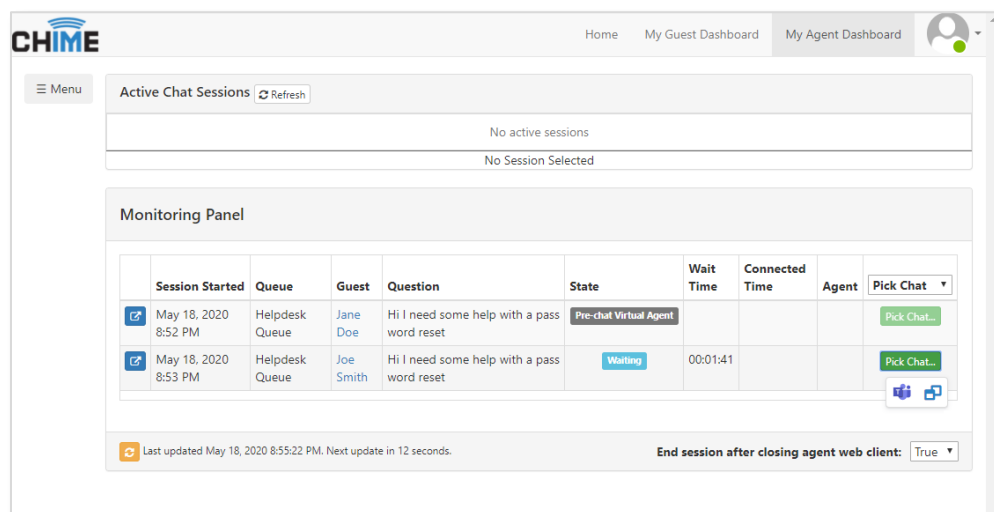 CHIME
Home My Guest Dashboard My Agent Dashboard
☰ Menu
Active Chat Sessions Refresh
No active sessions
No Session Selected
Monitoring Panel
Session Started Queue Guest Question State Wait Time Connected Time Agent Pick Chat
May 18, 2020 8:52 PM Helpdesk Queue Jane Doe Hi I need some help with a pass word reset Pre-chat Virtual Agent Pick Chat...
May 18, 2020 8:53 PM Helpdesk Queue Joe Smith Hi I need some help with a pass word reset Waiting 00:01:41 Pick Chat...
Last updated May 18, 2020 8:55:22 PM. Next update in 12 seconds. End session after closing agent web client: True